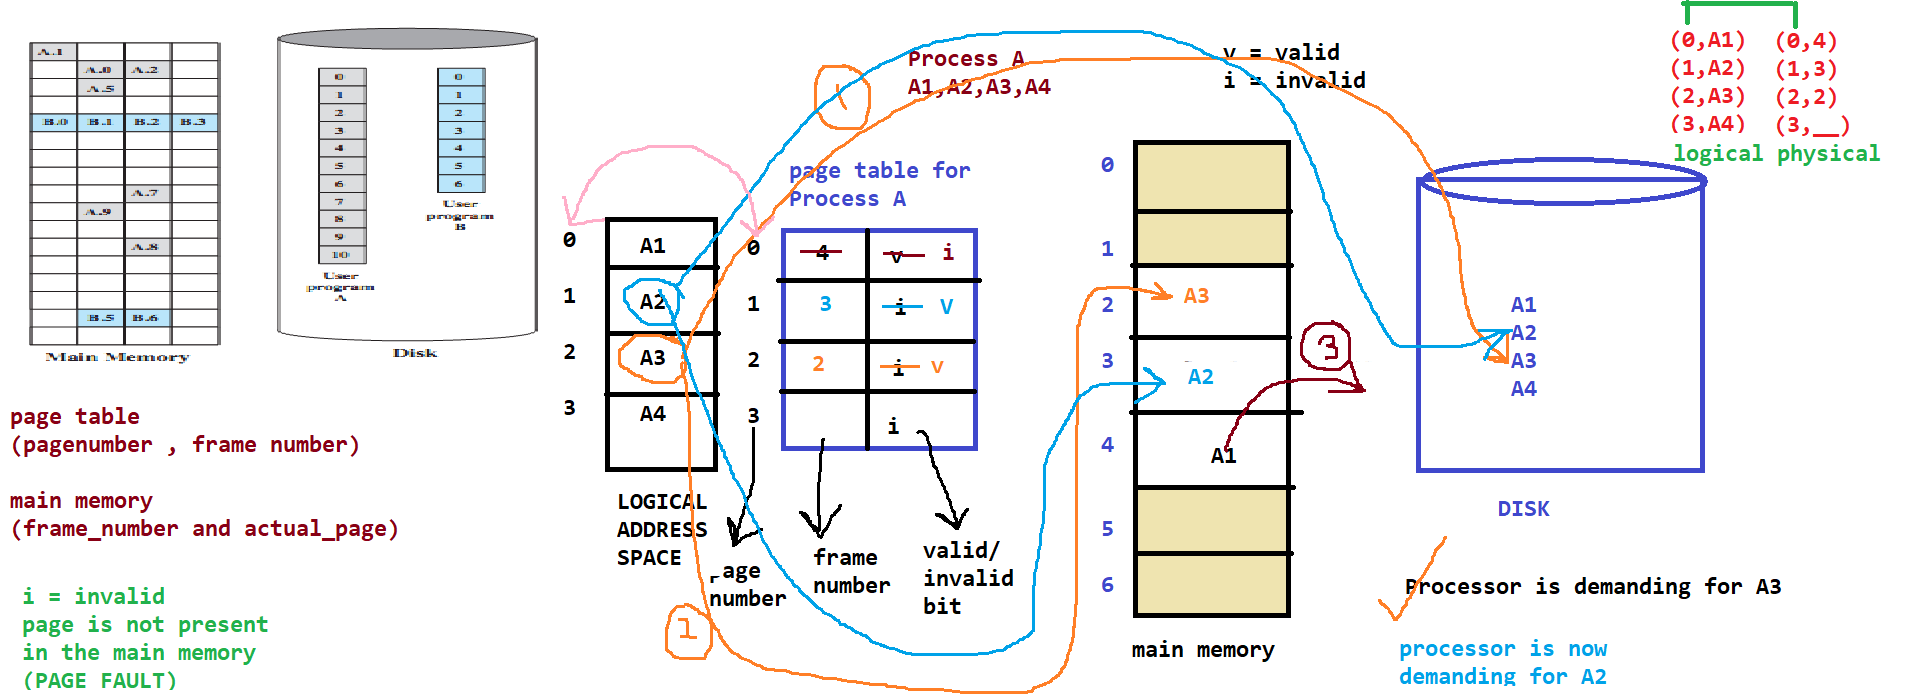 A.1
A.0 A.2
A.5
B.0 B.1 B.2 B.3
A.7
A.9
A.8
B.5 B.6
Main Memory
0
1
2
3
4
5
6
7
8
9
10
User
program
A
0
1
2
3
4
5
6
User
program
B
Disk
page table
(pagenumber , frame number)
main memory
(frame_number and actual_page)
i = invalid
page is not present
in the main memory
(PAGE FAULT)
Process A
A1,A2,A3,A4
v = valid
i = invalid
1
0 A1
1 A2
2 A3
3 A4
LOGICAL
ADDRESS
SPACE
page table for
Process A
0 4 v i
1 3 i V
2 2 i v
3 i
age
number
frame
number
valid/
invalid
bit
1
0
1
2 A3
3 A2
4 A1
5
6
main memory
3
A1
A2
A3
A4
DISK
(0,A1) (0,4)
(1,A2) (1,3)
(2,A3) (2,2)
(3,A4) (3,__)
logical physical
Processor is demanding for A3
processor is now
demanding for A2